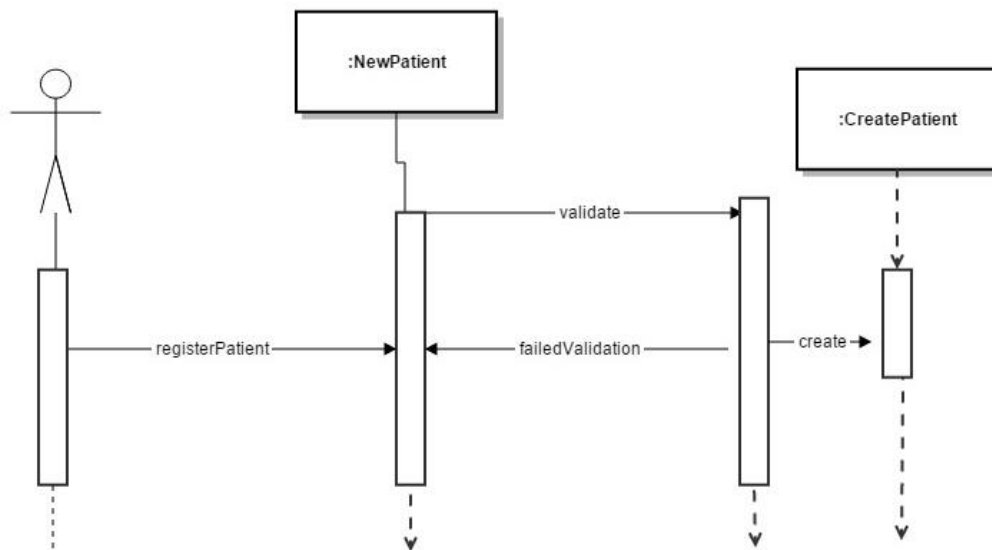 :NewPatient
:CreatePatient
validate
registerPatient
failedValidation
create